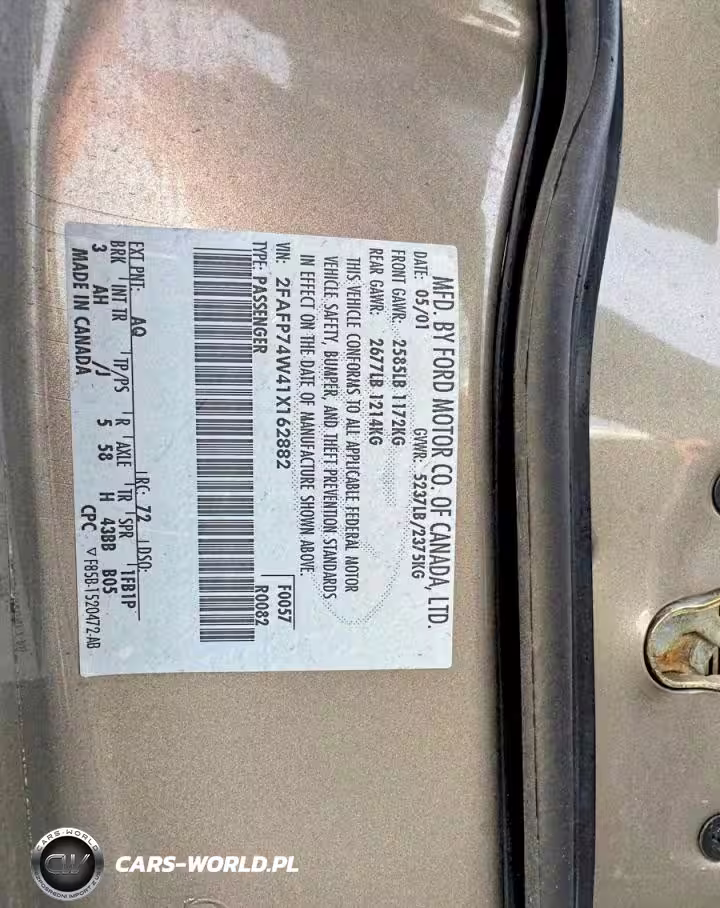 MFD. BY FORD MOTOR CO. OF CANADA, LTD.
DATE: 05/01 GVWR: 5237LB/2375KG
FRONT GAWR: 2585LB 1172KG
REAR GAWR: 2677LB 1214KG
THIS VEHICLE CONFORMS TO ALL APPLICABLE FEDERAL MOTOR
VEHICLE SAFETY, BUMPER, AND THEFT PREVENTION STANDARDS
IN EFFECT ON THE DATE OF MANUFACTURE SHOWN ABOVE.
VIN: 2FAFP74W41X162882 F0057
TYPE: PASSENGER R0082
EXT PNT: AQ RC: 72 DSO: 1FB1P
BRK INT TR TP/PS R AXLE TR SPR B05
3 AH /J 5 58 H 43BB
MADE IN CANADA CPC ▽ F85B-1520472-AB
CARS-WORLD
CW
CARS-WORLD.PL